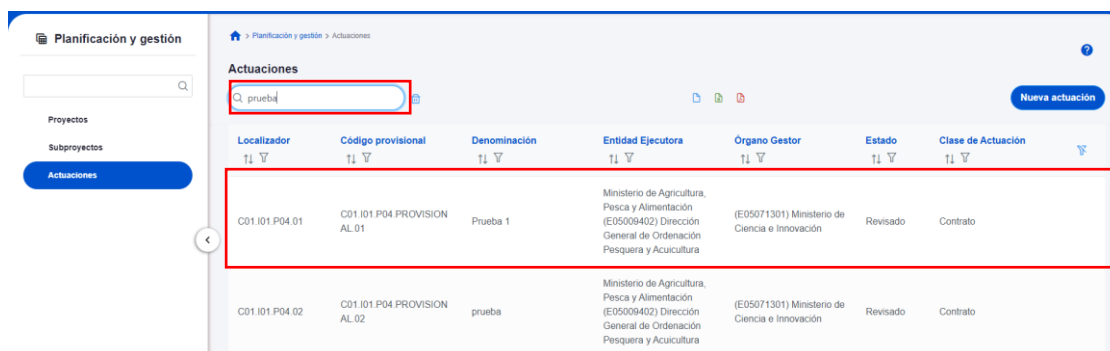 Planificación y gestión
> Planificación y gestión > Actuaciones
?
Actuaciones
prueba
Nueva actuación
Proyectos
Subproyectos
Actuaciones
Localizador Código provisional Denominación Entidad Ejecutora Órgano Gestor Estado Clase de Actuación
Ministerio de Agricultura,
Pesca y Alimentación
C01.I01.P04.01 C01.I01.P04.PROVISION Prueba 1 (E05009402) Dirección (E05071301) Ministerio de Revisado Contrato
AL.01 General de Ordenación Ciencia e Innovación
Pesquera y Acuicultura
Ministerio de Agricultura,
Pesca y Alimentación
C01.I01.P04.02 C01.I01.P04.PROVISION prueba (E05009402) Dirección (E05071301) Ministerio de Revisado Contrato
AL.02 General de Ordenación Ciencia e Innovación
Pesquera y Acuicultura